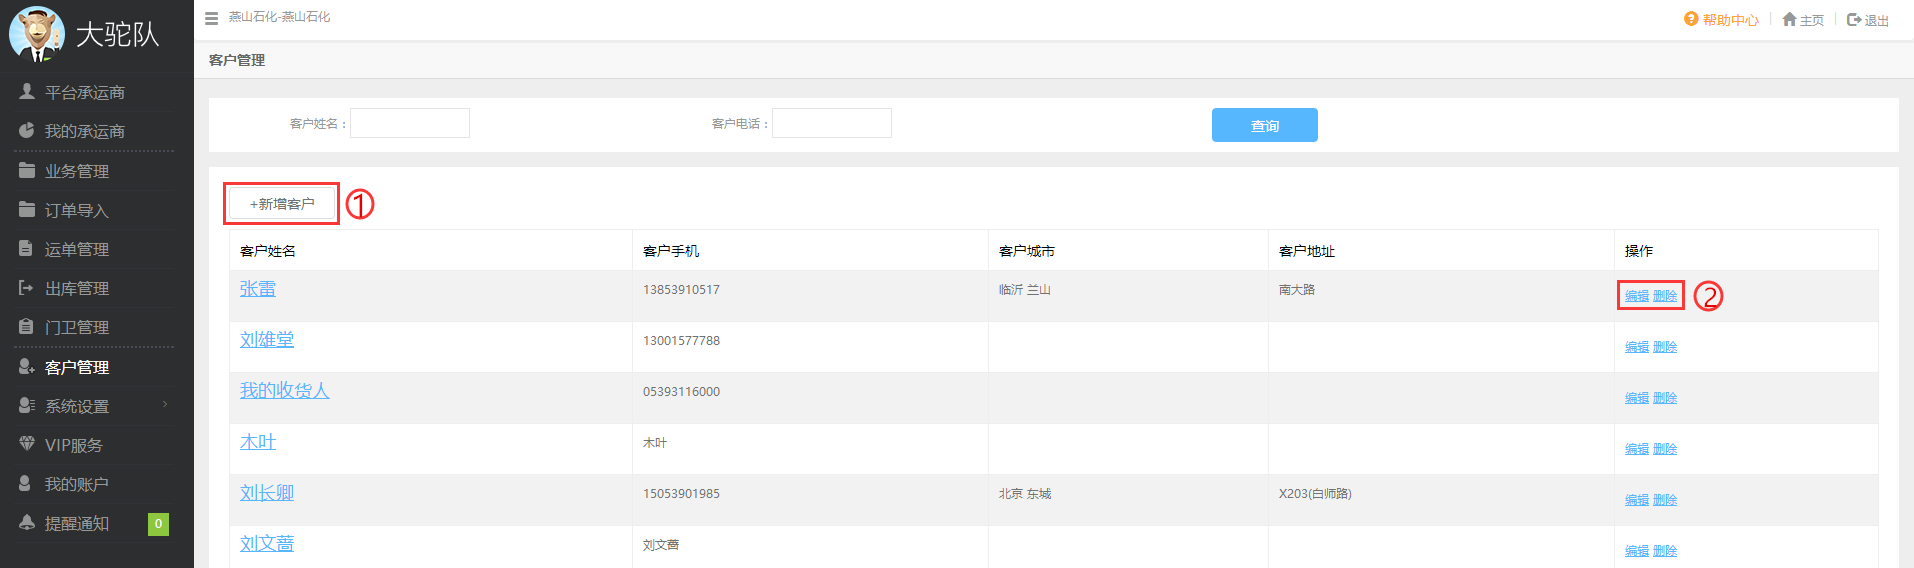 大驼队
燕山石化-燕山石化
帮助中心
主页
退出
平台承运商
我的承运商
业务管理
订单导入
运单管理
出库管理
门卫管理
客户管理
系统设置
VIP服务
我的账户
提醒通知 0
客户管理
客户姓名：
客户电话：
查询
+新增客户 ①
客户姓名 客户手机 客户城市 客户地址 操作
张雷 13853910517 临沂 兰山 南大路 编辑 删除 ②
刘雄堂 13001577788 编辑 删除
我的收货人 05393116000 编辑 删除
木叶 木叶 编辑 删除
刘长卿 15053901985 北京 东城 X203(白师路) 编辑 删除
刘文蔷 刘文蔷 编辑 删除